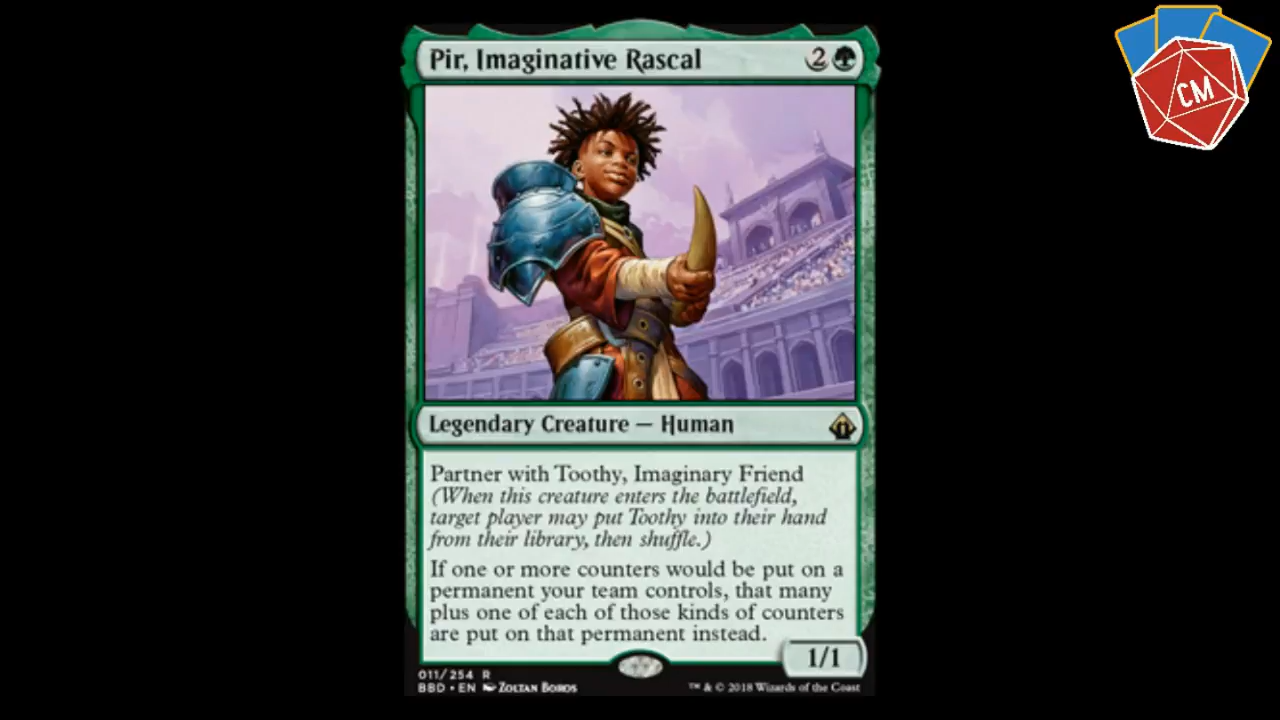 Pir, Imaginative Rascal 2
CM
Legendary Creature — Human
Partner with Toothy, Imaginary Friend
(When this creature enters the battlefield,
target player may put Toothy into their hand
from their library, then shuffle.)
If one or more counters would be put on a
permanent your team controls, that many
plus one of each of those kinds of counters
are put on that permanent instead.
1/1
011/254 R
BBD • EN Zoltan Boros
™ & © 2018 Wizards of the Coast